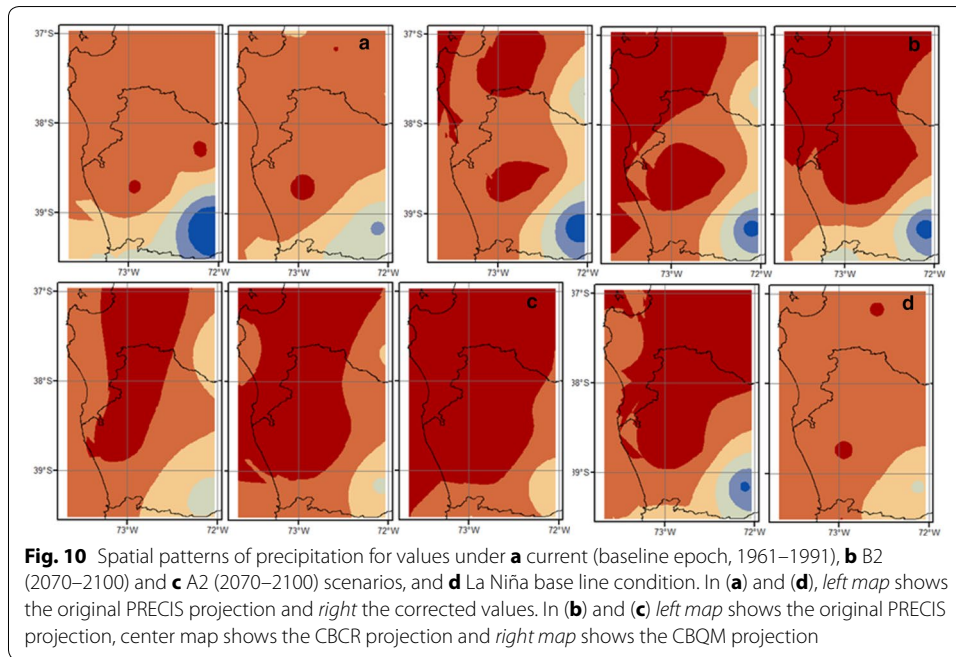 37°S
a
b
38°S
38°S
39°S
39°S
73°W
72°W
73°W
72°W
73°W
72°W
73°W
72°W
73°W
72°W
37°S
c
37°S
d
38°S
38°S
39°S
39°S
73°W
72°W
73°W
72°W
73°W
72°W
73°W
72°W
73°W
72°W
37°S
Fig. 10 Spatial patterns of precipitation for values under a current (baseline epoch, 1961–1991), b B2
(2070–2100) and c A2 (2070–2100) scenarios, and d La Niña base line condition. In (a) and (d), left map shows
the original PRECIS projection and right the corrected values. In (b) and (c) left map shows the original PRECIS
projection, center map shows the CBCR projection and right map shows the CBQM projection